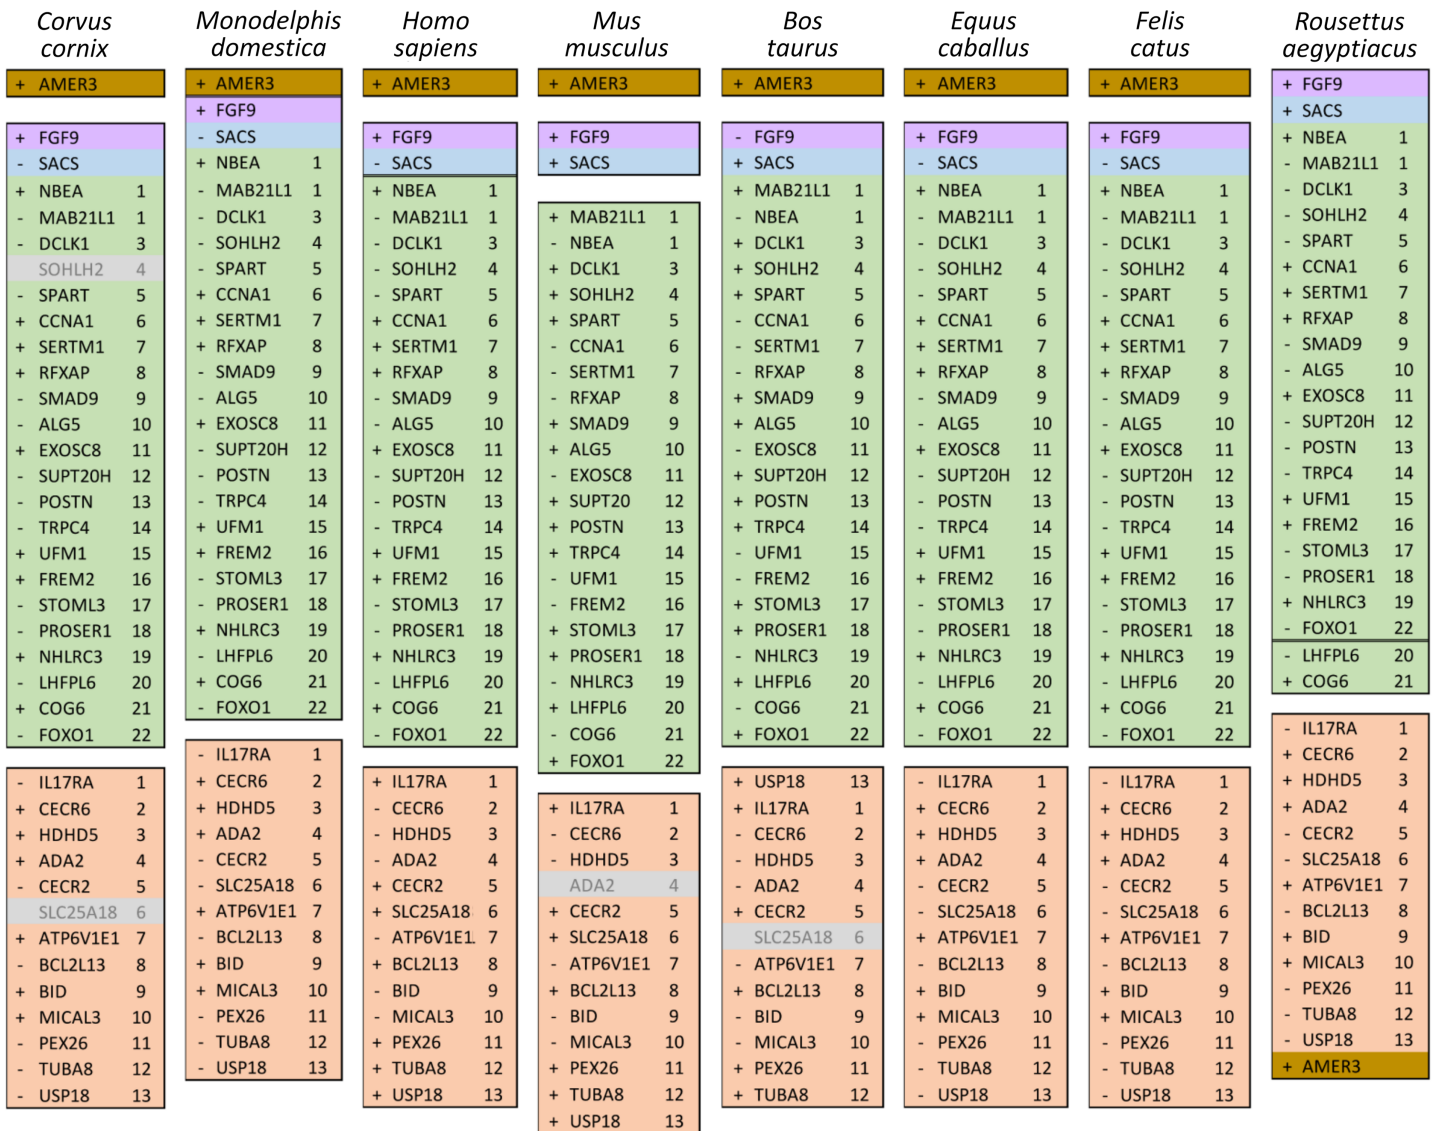 Corvus
cornix
+ AMER3
+ FGF9
- SACS
+ NBEA 1
- MAB21L1 1
- DCLK1 3
SOHLH2 4
- SPART 5
+ CCNA1 6
+ SERTM1 7
+ RFXAP 8
- SMAD9 9
- ALG5 10
+ EXOSC8 11
- SUPT20H 12
- POSTN 13
- TRPC4 14
+ UFM1 15
+ FREM2 16
- STOML3 17
- PROSER1 18
+ NHLRC3 19
- LHFPL6 20
+ COG6 21
- FOXO1 22
- IL17RA 1
+ CECR6 2
+ HDHD5 3
+ ADA2 4
- CECR2 5
SLC25A18 6
+ ATP6V1E1 7
- BCL2L13 8
+ BID 9
+ MICAL3 10
- PEX26 11
- TUBA8 12
- USP18 13
Monodelphis
domestica
+ AMER3
+ FGF9
- SACS
+ NBEA 1
- MAB21L1 1
- DCLK1 3
- SOHLH2 4
- SPART 5
+ CCNA1 6
+ SERTM1 7
+ RFXAP 8
- SMAD9 9
- ALG5 10
+ EXOSC8 11
- SUPT20H 12
- POSTN 13
- TRPC4 14
+ UFM1 15
+ FREM2 16
- STOML3 17
- PROSER1 18
+ NHLRC3 19
- LHFPL6 20
+ COG6 21
- FOXO1 22
- IL17RA 1
+ CECR6 2
+ HDHD5 3
+ ADA2 4
- CECR2 5
- SLC25A18 6
+ ATP6V1E1 7
- BCL2L13 8
+ BID 9
+ MICAL3 10
- PEX26 11
- TUBA8 12
- USP18 13
Homo
sapiens
+ AMER3
+ FGF9
- SACS
+ NBEA 1
- MAB21L1 1
- DCLK1 3
- SOHLH2 4
- SPART 5
+ CCNA1 6
+ SERTM1 7
+ RFXAP 8
- SMAD9 9
- ALG5 10
+ EXOSC8 11
- SUPT20H 12
- POSTN 13
- TRPC4 14
+ UFM1 15
+ FREM2 16
- STOML3 17
- PROSER1 18
+ NHLRC3 19
- LHFPL6 20
+ COG6 21
- FOXO1 22
+ IL17RA 1
- CECR6 2
- HDHD5 3
- ADA2 4
+ CECR2 5
+ SLC25A18 6
- ATP6V1E1 7
+ BCL2L13 8
- BID 9
- MICAL3 10
+ PEX26 11
+ TUBA8 12
+ USP18 13
Mus
musculus
+ AMER3
+ FGF9
+ SACS
+ MAB21L1 1
- NBEA 1
+ DCLK1 3
+ SOHLH2 4
+ SPART 5
- CCNA1 6
- SERTM1 7
- RFXAP 8
+ SMAD9 9
+ ALG5 10
- EXOSC8 11
+ SUPT20 12
+ POSTN 13
+ TRPC4 14
- UFM1 15
- FREM2 16
+ STOML3 17
+ PROSER1 18
- NHLRC3 19
+ LHFPL6 20
- COG6 21
+ FOXO1 22
+ IL17RA 1
- CECR6 2
- HDHD5 3
ADA2 4
+ CECR2 5
+ SLC25A18 6
- ATP6V1E1 7
+ BCL2L13 8
- BID 9
- MICAL3 10
+ PEX26 11
+ TUBA8 12
+ USP18 13
Bos
taurus
+ AMER3
- FGF9
+ SACS
+ MAB21L1 1
- NBEA 1
+ DCLK1 3
+ SOHLH2 4
+ SPART 5
- CCNA1 6
- SERTM1 7
- RFXAP 8
+ SMAD9 9
+ ALG5 10
- EXOSC8 11
+ SUPT20H 12
+ POSTN 13
+ TRPC4 14
- UFM1 15
- FREM2 16
+ STOML3 17
+ PROSER1 18
- NHLRC3 19
+ LHFPL6 20
- COG6 21
+ FOXO1 22
+ USP18 13
+ IL17RA 1
- CECR6 2
- HDHD5 3
- ADA2 4
+ CECR2 5
SLC25A18 6
- ATP6V1E1 7
+ BCL2L13 8
- BID 9
- MICAL3 10
+ PEX26 11
+ TUBA8 12
Equus
caballus
+ AMER3
+ FGF9
- SACS
+ NBEA 1
- MAB21L1 1
- DCLK1 3
- SOHLH2 4
- SPART 5
+ CCNA1 6
+ SERTM1 7
+ RFXAP 8
- SMAD9 9
- ALG5 10
+ EXOSC8 11
- SUPT20H 12
- POSTN 13
- TRPC4 14
+ UFM1 15
+ FREM2 16
- STOML3 17
- PROSER1 18
+ NHLRC3 19
- LHFPL6 20
+ COG6 21
- FOXO1 22
- IL17RA 1
+ CECR6 2
+ HDHD5 3
+ ADA2 4
- CECR2 5
- SLC25A18 6
+ ATP6V1E1 7
- BCL2L13 8
+ BID 9
+ MICAL3 10
- PEX26 11
- TUBA8 12
- USP18 13
Felis
catus
+ AMER3
+ FGF9
- SACS
+ NBEA 1
- MAB21L1 1
- DCLK1 3
- SOHLH2 4
- SPART 5
+ CCNA1 6
+ SERTM1 7
+ RFXAP 8
- SMAD9 9
- ALG5 10
+ EXOSC8 11
- SUPT20H 12
- POSTN 13
- TRPC4 14
+ UFM1 15
+ FREM2 16
- STOML3 17
- PROSER1 18
+ NHLRC3 19
- LHFPL6 20
+ COG6 21
- FOXO1 22
- IL17RA 1
+ CECR6 2
+ HDHD5 3
+ ADA2 4
- CECR2 5
- SLC25A18 6
+ ATP6V1E1 7
- BCL2L13 8
+ BID 9
+ MICAL3 10
- PEX26 11
- TUBA8 12
- USP18 13
Rousettus
aegyptiacus
+ FGF9
+ SACS
+ NBEA 1
- MAB21L1 1
- DCLK1 3
- SOHLH2 4
- SPART 5
+ CCNA1 6
+ SERTM1 7
+ RFXAP 8
- SMAD9 9
- ALG5 10
+ EXOSC8 11
- SUPT20H 12
- POSTN 13
- TRPC4 14
+ UFM1 15
+ FREM2 16
- STOML3 17
- PROSER1 18
+ NHLRC3 19
- FOXO1 22
- LHFPL6 20
+ COG6 21
- IL17RA 1
+ CECR6 2
+ HDHD5 3
+ ADA2 4
- CECR2 5
- SLC25A18 6
+ ATP6V1E1 7
- BCL2L13 8
+ BID 9
+ MICAL3 10
- PEX26 11
- TUBA8 12
- USP18 13
+ AMER3